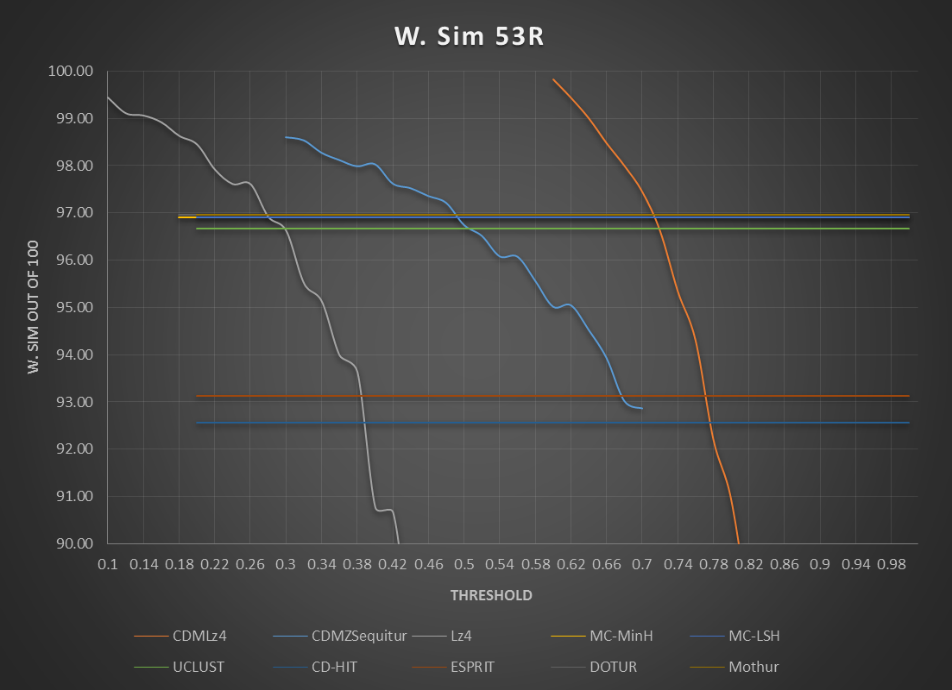 W. Sim 53R
100.00
99.00
98.00
97.00
96.00
95.00
94.00
93.00
92.00
91.00
90.00
W. SIM OUT OF 100
0.1 0.14 0.18 0.22 0.26 0.3 0.34 0.38 0.42 0.46 0.5 0.54 0.58 0.62 0.66 0.7 0.74 0.78 0.82 0.86 0.9 0.94 0.98
THRESHOLD
CDMLz4 CDMZSequitur Lz4 MC-MinH MC-LSH
UCLUST CD-HIT ESPRIT DOTUR Mothur